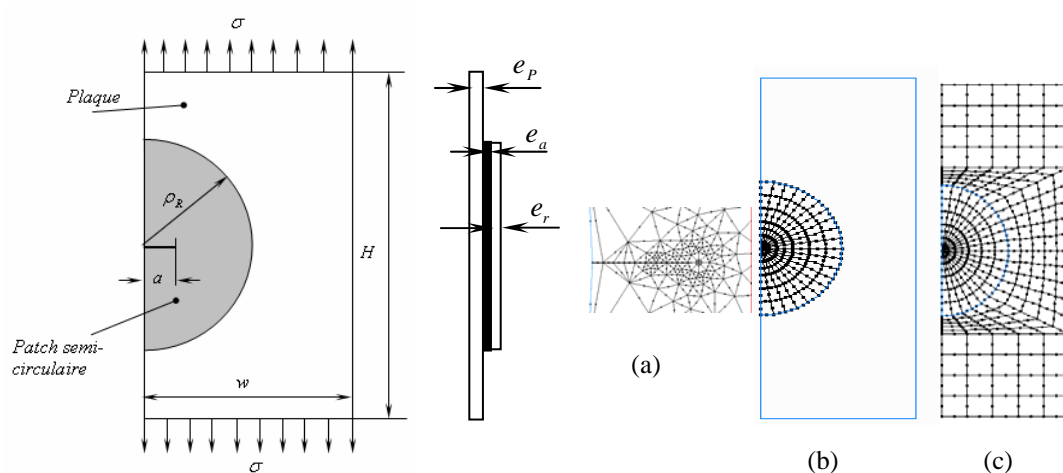 σ
Plaque
ρ_R
a
H
Patch semi-
circulaire
w
σ
e_P
e_a
e_r
(a)
(b)
(c)